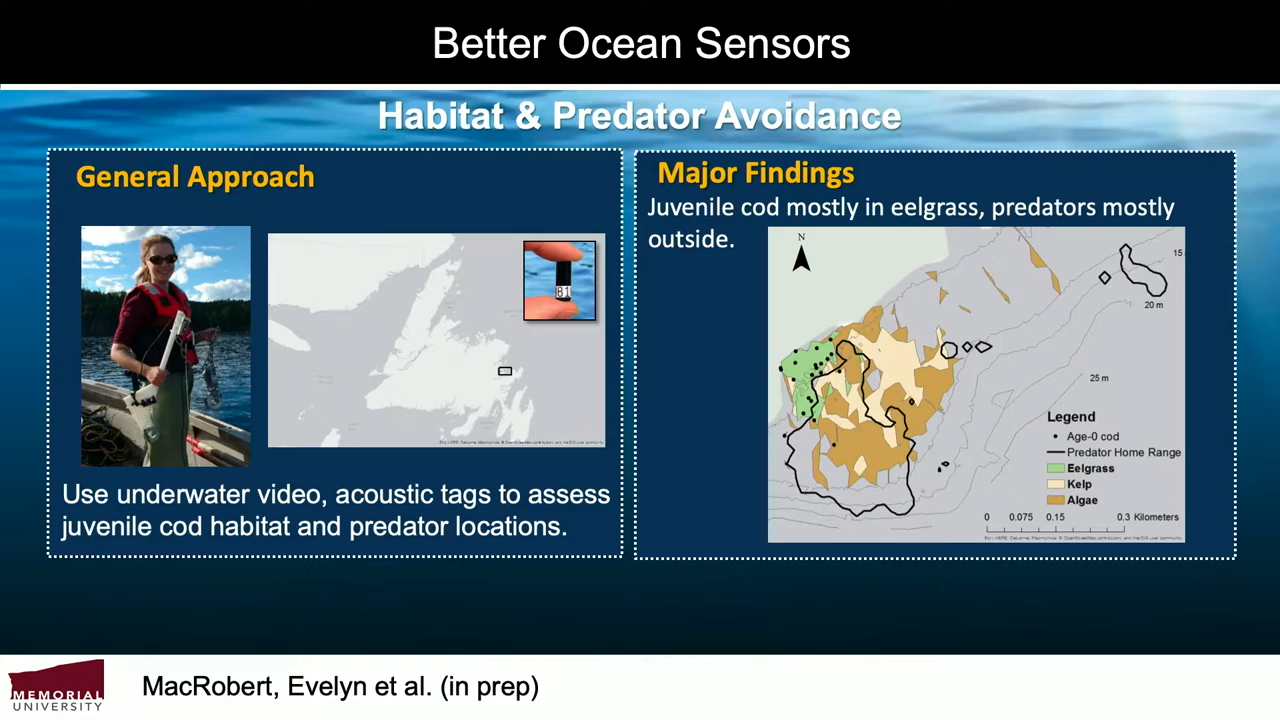 Better Ocean Sensors
Habitat & Predator Avoidance
General Approach
B1
Use underwater video, acoustic tags to assess
juvenile cod habitat and predator locations.
Major Findings
Juvenile cod mostly in eelgrass, predators mostly
outside.
N
15
20 m
25 m
Legend
Age-0 cod
Predator Home Range
Eelgrass
Kelp
Algae
0 0.075 0.15 0.3 Kilometers
MEMORIAL
UNIVERSITY
MacRobert, Evelyn et al. (in prep)